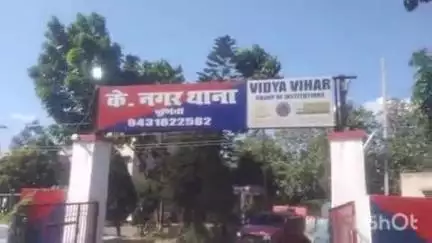 के. नगर थाना
पूर्णियाँ
9431822582
VIDYA VIHAR
GROUP OF INSTITUTIONS
Shot